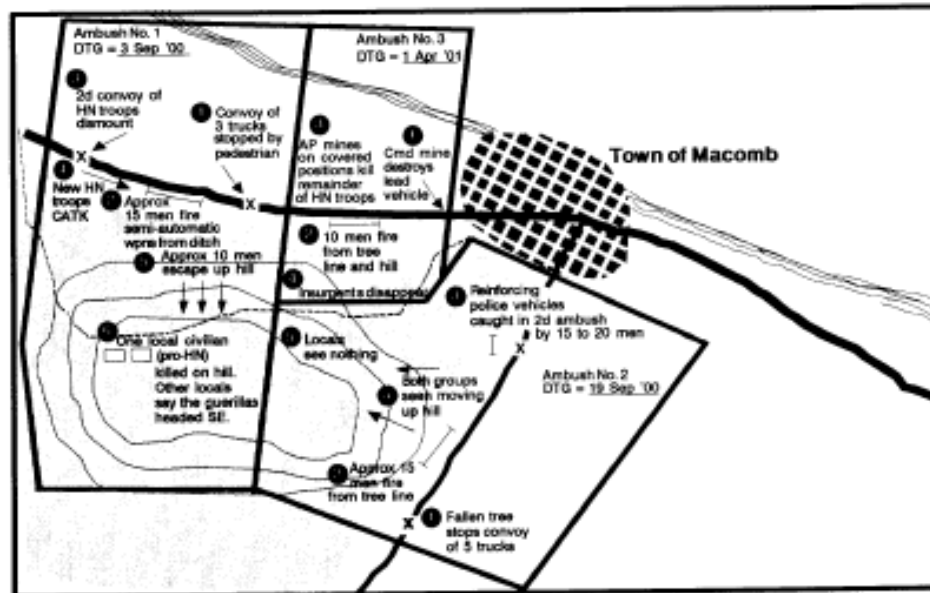 Ambush No. 1
DTG = 3 Sep '00
2d convoy of
HN troops
dismount
Convoy of
3 trucks
stopped by
pedestrian
X
X
New HN
troops
CATK
Approx
15 men fire
semi-automatic
wpns from ditch
Approx 10 men
escape up hill
One local civilian
(pro-HN)
killed on hill.
Other locals
say the guerillas
headed SE.
Ambush No. 3
DTG = 1 Apr '01
AP mines
on covered
positions kill
remainder
of HN troops
Cmd mine
destroys
lead
vehicle
10 men fire
from tree
line and hill
Insurgents disappear
Town of Macomb
Locals
see nothing
Reinforcing
police vehicles
caught in 2d ambush
by 15 to 20 men
X
Ambush No. 2
DTG = 19 Sep '00
Both groups
seen moving
up hill
Approx 15
men fire
from tree line
X
Fallen tree
stops convoy
of 5 trucks